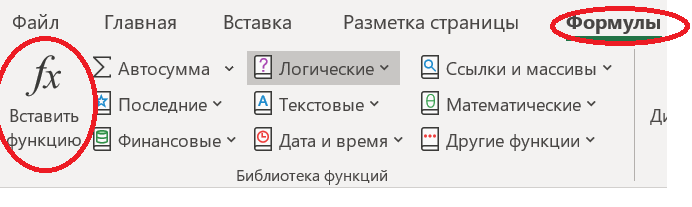 Файл Главная Вставка Разметка страницы Формулы
fx Автосумма Логические Ссылки и массивы
Вставить Последние Текстовые Математические Ди
функцию Финансовые Дата и время Другие функции
Библиотека функций